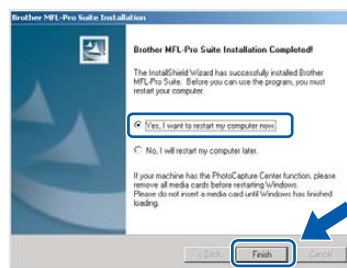 Brother MFL-Pro Suite Installation
Brother MFL-Pro Suite Installation Completed!
The InstallShield Wizard has successfully installed Brother
MFL-Pro Suite. Before you can use the program, you must
restart your computer.
Yes, I want to restart my computer now.
No, I will restart my computer later.
If your machine has the PhotoCapture Center function, please
remove all media cards before restarting Windows.
Please do not insert a media card until Windows has finished
loading.
< Back Finish Cancel